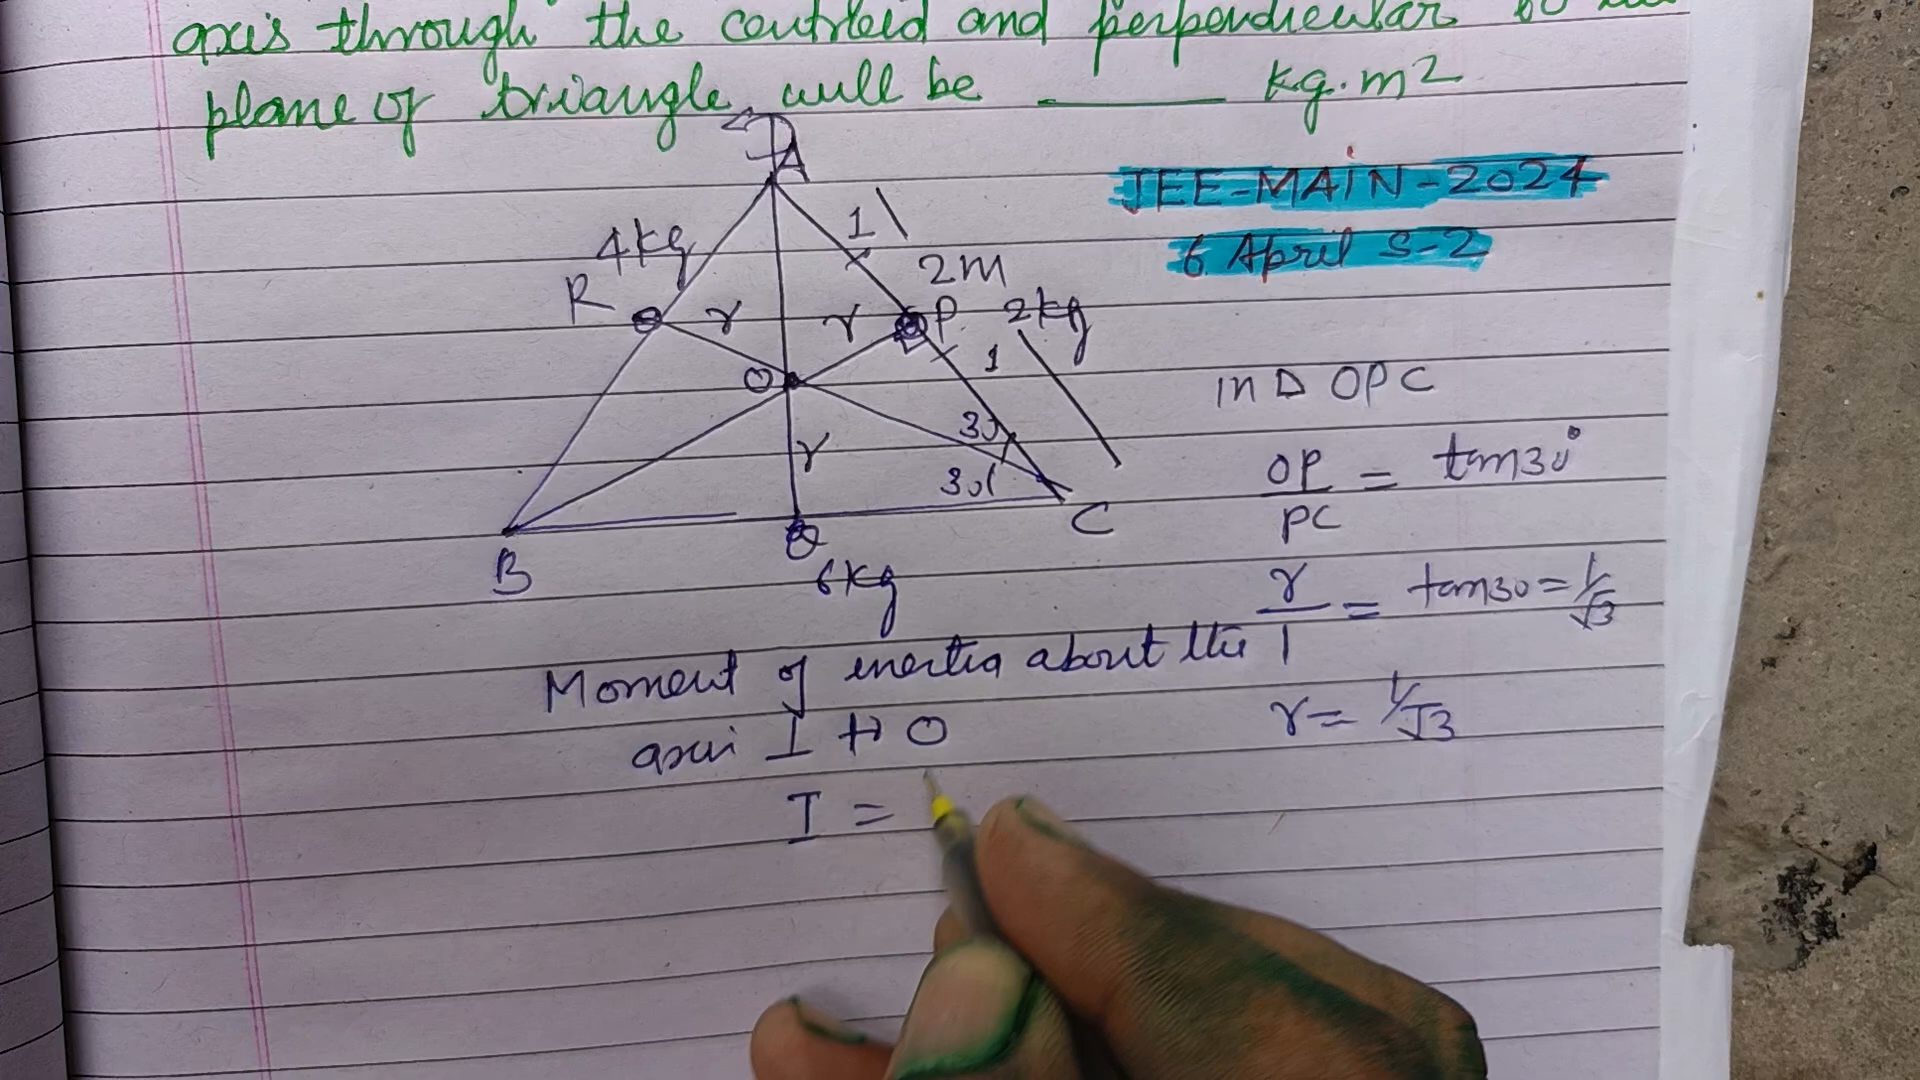 axis through the centroid and perpendicular to
plane of triangle will be ______ kg.m2
A
JEE-MAIN-2024
6 April S-2
1
4kg
2m
R
r
r
P
2kg
1
O
in Δ OPC
30
r
30
OP/PC = tan30°
B
Q
C
6kg
r/1 = tan30 = 1/√3
Moment of inertia about the
axis I to O
r = 1/√3
I =